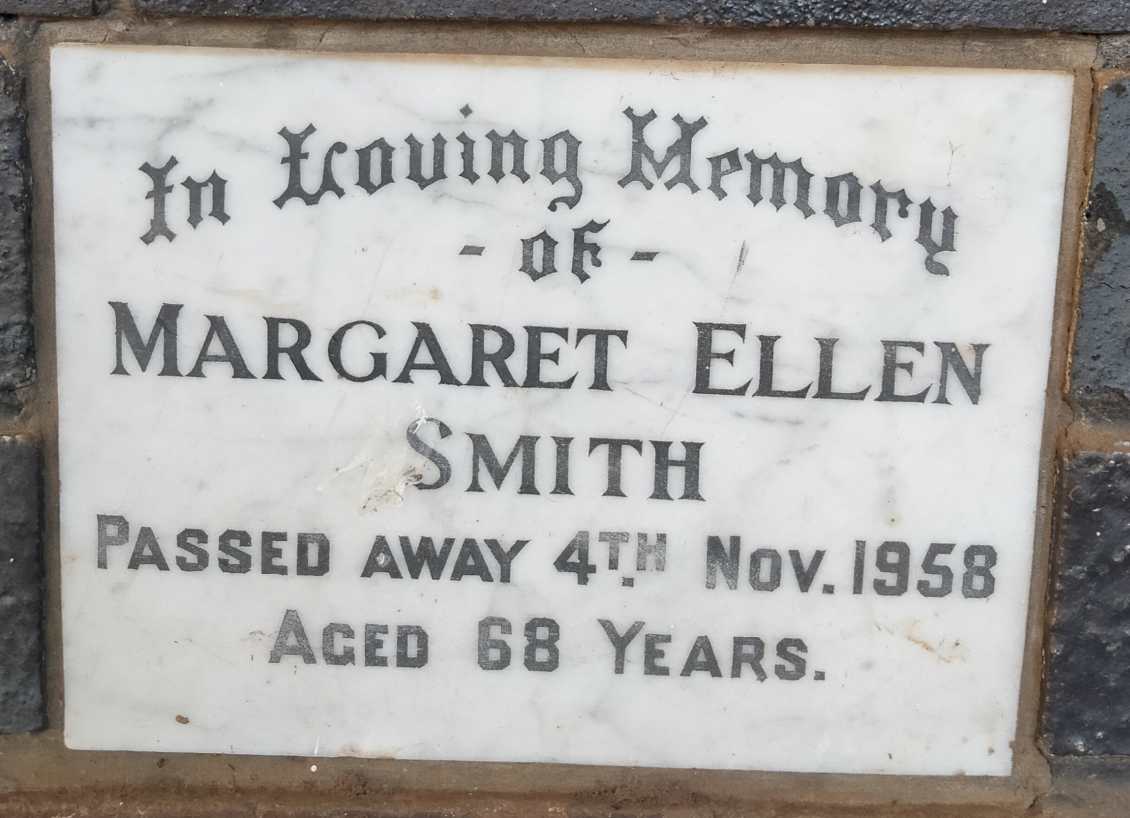 In Loving Memory
- of -
MARGARET ELLEN
SMITH
PASSED AWAY 4TH NOV. 1958
AGED 68 YEARS.